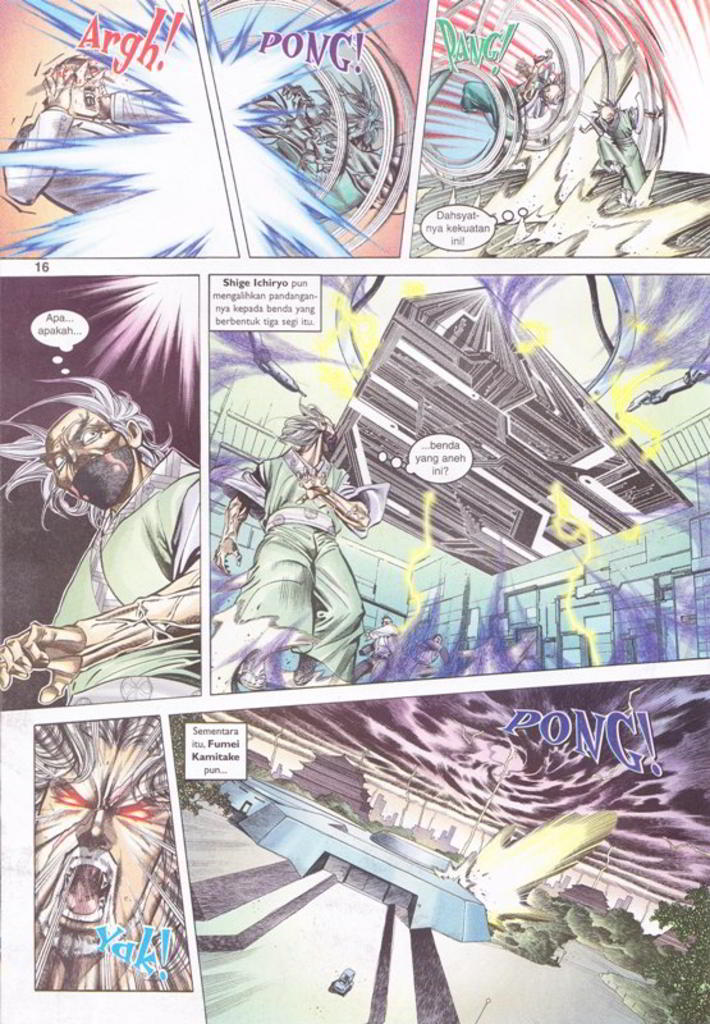 Argh!
PONG!
PANG!
Dahsyat-
nya kekuatan
ini!
16
Apa...
apakah...
Shige Ichiryo pun
mengalihkan pandangan-
nya kepada benda yang
berbentuk tiga segi itu.
...benda
yang aneh
ini?
Yak!
Sementara
itu, Fumei
Kamitake
pun...
PONG!